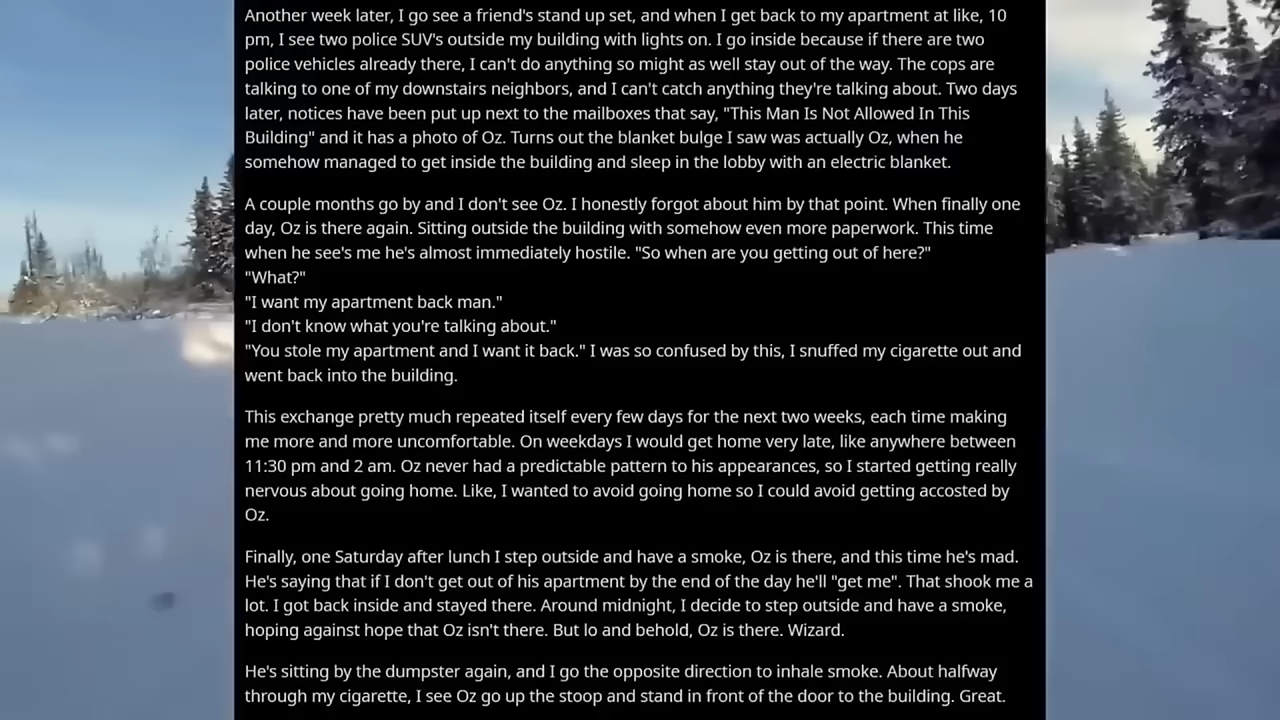 Another week later, I go see a friend's stand up set, and when I get back to my apartment at like, 10
pm, I see two police SUV's outside my building with lights on. I go inside because if there are two
police vehicles already there, I can't do anything so might as well stay out of the way. The cops are
talking to one of my downstairs neighbors, and I can't catch anything they're talking about. Two days
later, notices have been put up next to the mailboxes that say, "This Man Is Not Allowed In This
Building" and it has a photo of Oz. Turns out the blanket bulge I saw was actually Oz, when he
somehow managed to get inside the building and sleep in the lobby with an electric blanket.
A couple months go by and I don't see Oz. I honestly forgot about him by that point. When finally one
day, Oz is there again. Sitting outside the building with somehow even more paperwork. This time
when he see's me he's almost immediately hostile. "So when are you getting out of here?"
"What?"
"I want my apartment back man."
"I don't know what you're talking about."
"You stole my apartment and I want it back." I was so confused by this, I snuffed my cigarette out and
went back into the building.
This exchange pretty much repeated itself every few days for the next two weeks, each time making
me more and more uncomfortable. On weekdays I would get home very late, like anywhere between
11:30 pm and 2 am. Oz never had a predictable pattern to his appearances, so I started getting really
nervous about going home. Like, I wanted to avoid going home so I could avoid getting accosted by
Oz.
Finally, one Saturday after lunch I step outside and have a smoke, Oz is there, and this time he's mad.
He's saying that if I don't get out of his apartment by the end of the day he'll "get me". That shook me a
lot. I got back inside and stayed there. Around midnight, I decide to step outside and have a smoke,
hoping against hope that Oz isn't there. But lo and behold, Oz is there. Wizard.
He's sitting by the dumpster again, and I go the opposite direction to inhale smoke. About halfway
through my cigarette, I see Oz go up the stoop and stand in front of the door to the building. Great.